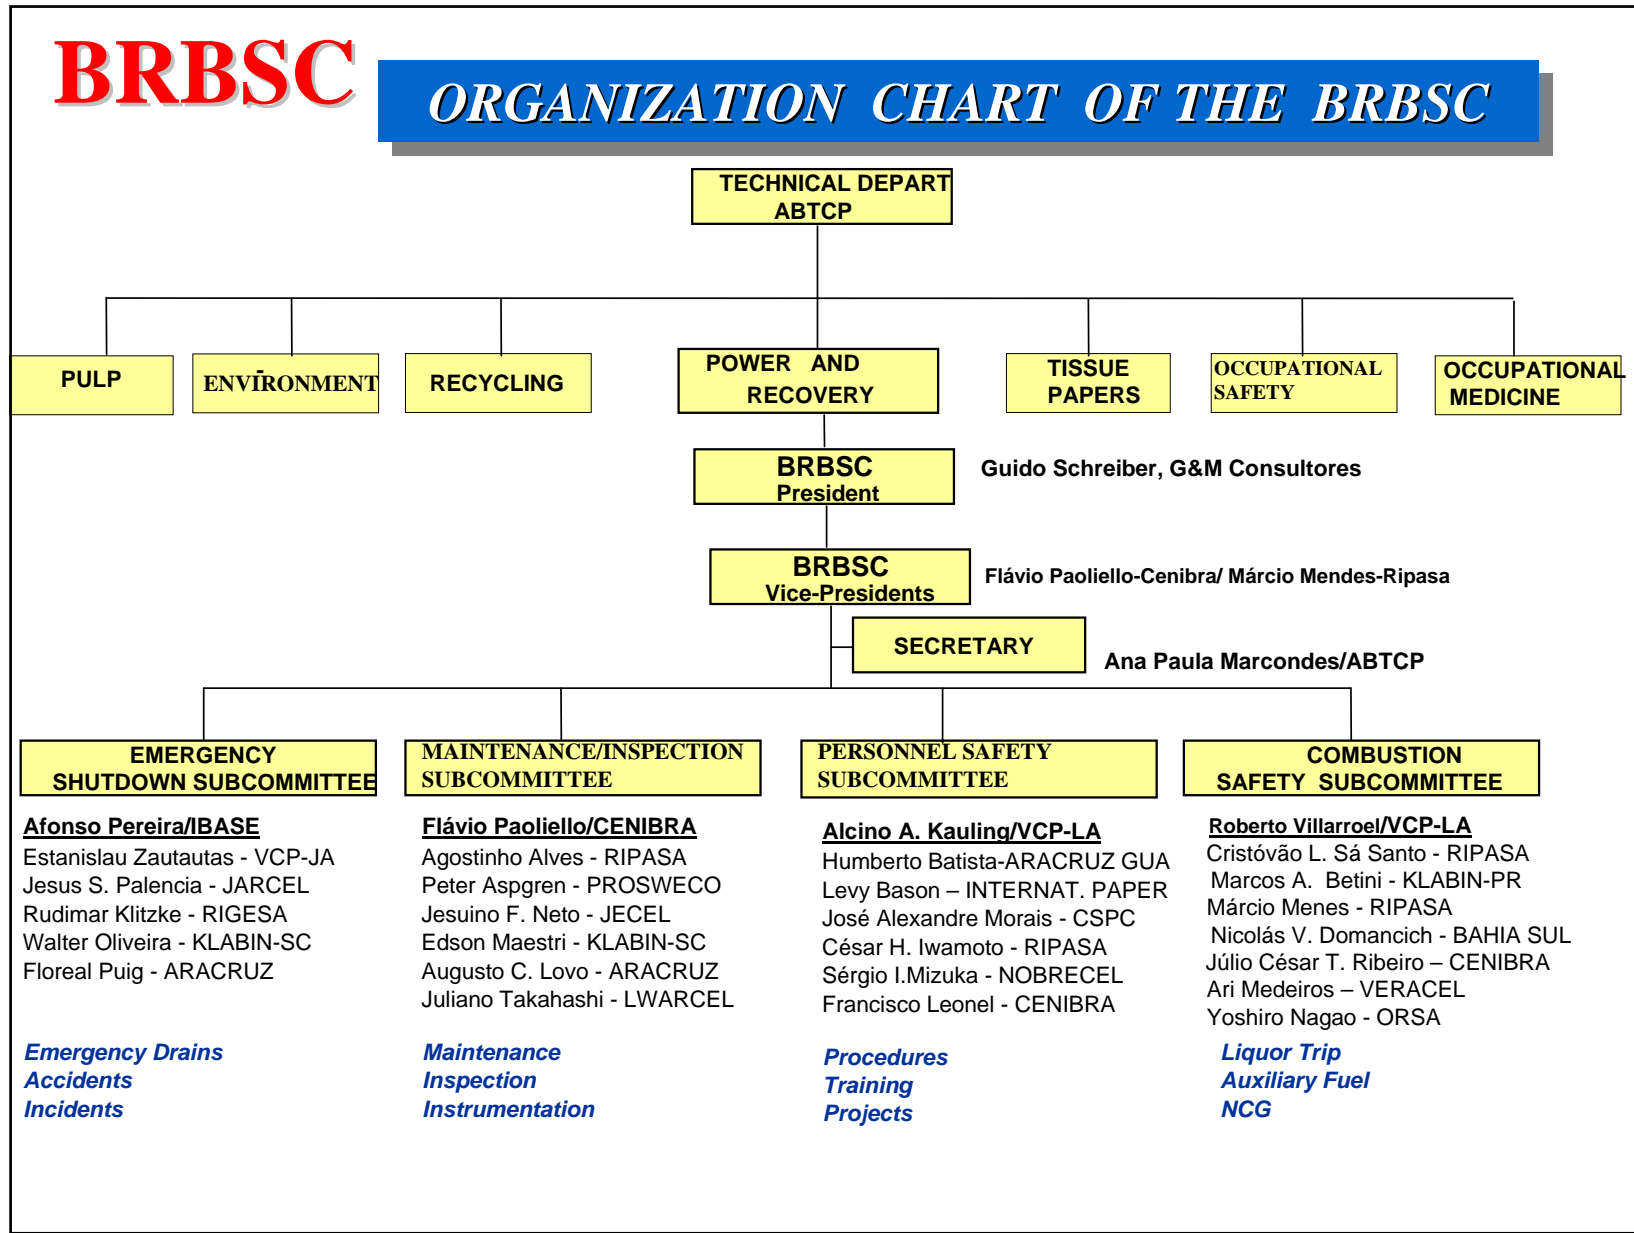 BRBSC
ORGANIZATION CHART OF THE BRBSC
TECHNICAL DEPART
ABTCP
PULP
ENVIRONMENT
RECYCLING
POWER AND
RECOVERY
TISSUE
PAPERS
OCCUPATIONAL
SAFETY
OCCUPATIONAL
MEDICINE
BRBSC
President
Guido Schreiber, G&M Consultores
BRBSC
Vice-Presidents
Flávio Paoliello-Cenibra/ Márcio Mendes-Ripasa
SECRETARY
Ana Paula Marcondes/ABTCP
EMERGENCY
SHUTDOWN SUBCOMMITTEE
Afonso Pereira/IBASE
Estanislau Zautautas - VCP-JA
Jesus S. Palencia - JARCEL
Rudimar Klitzke - RIGESA
Walter Oliveira - KLABIN-SC
Floreal Puig - ARACRUZ
Emergency Drains
Accidents
Incidents
MAINTENANCE/INSPECTION
SUBCOMMITTEE
Flávio Paoliello/CENIBRA
Agostinho Alves - RIPASA
Peter Aspgren - PROSWECO
Jesuino F. Neto - JECEL
Edson Maestri - KLABIN-SC
Augusto C. Lovo - ARACRUZ
Juliano Takahashi - LWARCEL
Maintenance
Inspection
Instrumentation
PERSONNEL SAFETY
SUBCOMMITTEE
Alcino A. Kauling/VCP-LA
Humberto Batista-ARACRUZ GUA
Levy Bason – INTERNAT. PAPER
José Alexandre Morais - CSPC
César H. Iwamoto - RIPASA
Sérgio I.Mizuka - NOBRECEL
Francisco Leonel - CENIBRA
Procedures
Training
Projects
COMBUSTION
SAFETY SUBCOMMITTEE
Roberto Villarroel/VCP-LA
Cristóvão L. Sá Santo - RIPASA
Marcos A. Betini - KLABIN-PR
Márcio Menes - RIPASA
Nicolás V. Domancich - BAHIA SUL
Júlio César T. Ribeiro – CENIBRA
Ari Medeiros – VERACEL
Yoshiro Nagao - ORSA
Liquor Trip
Auxiliary Fuel
NCG